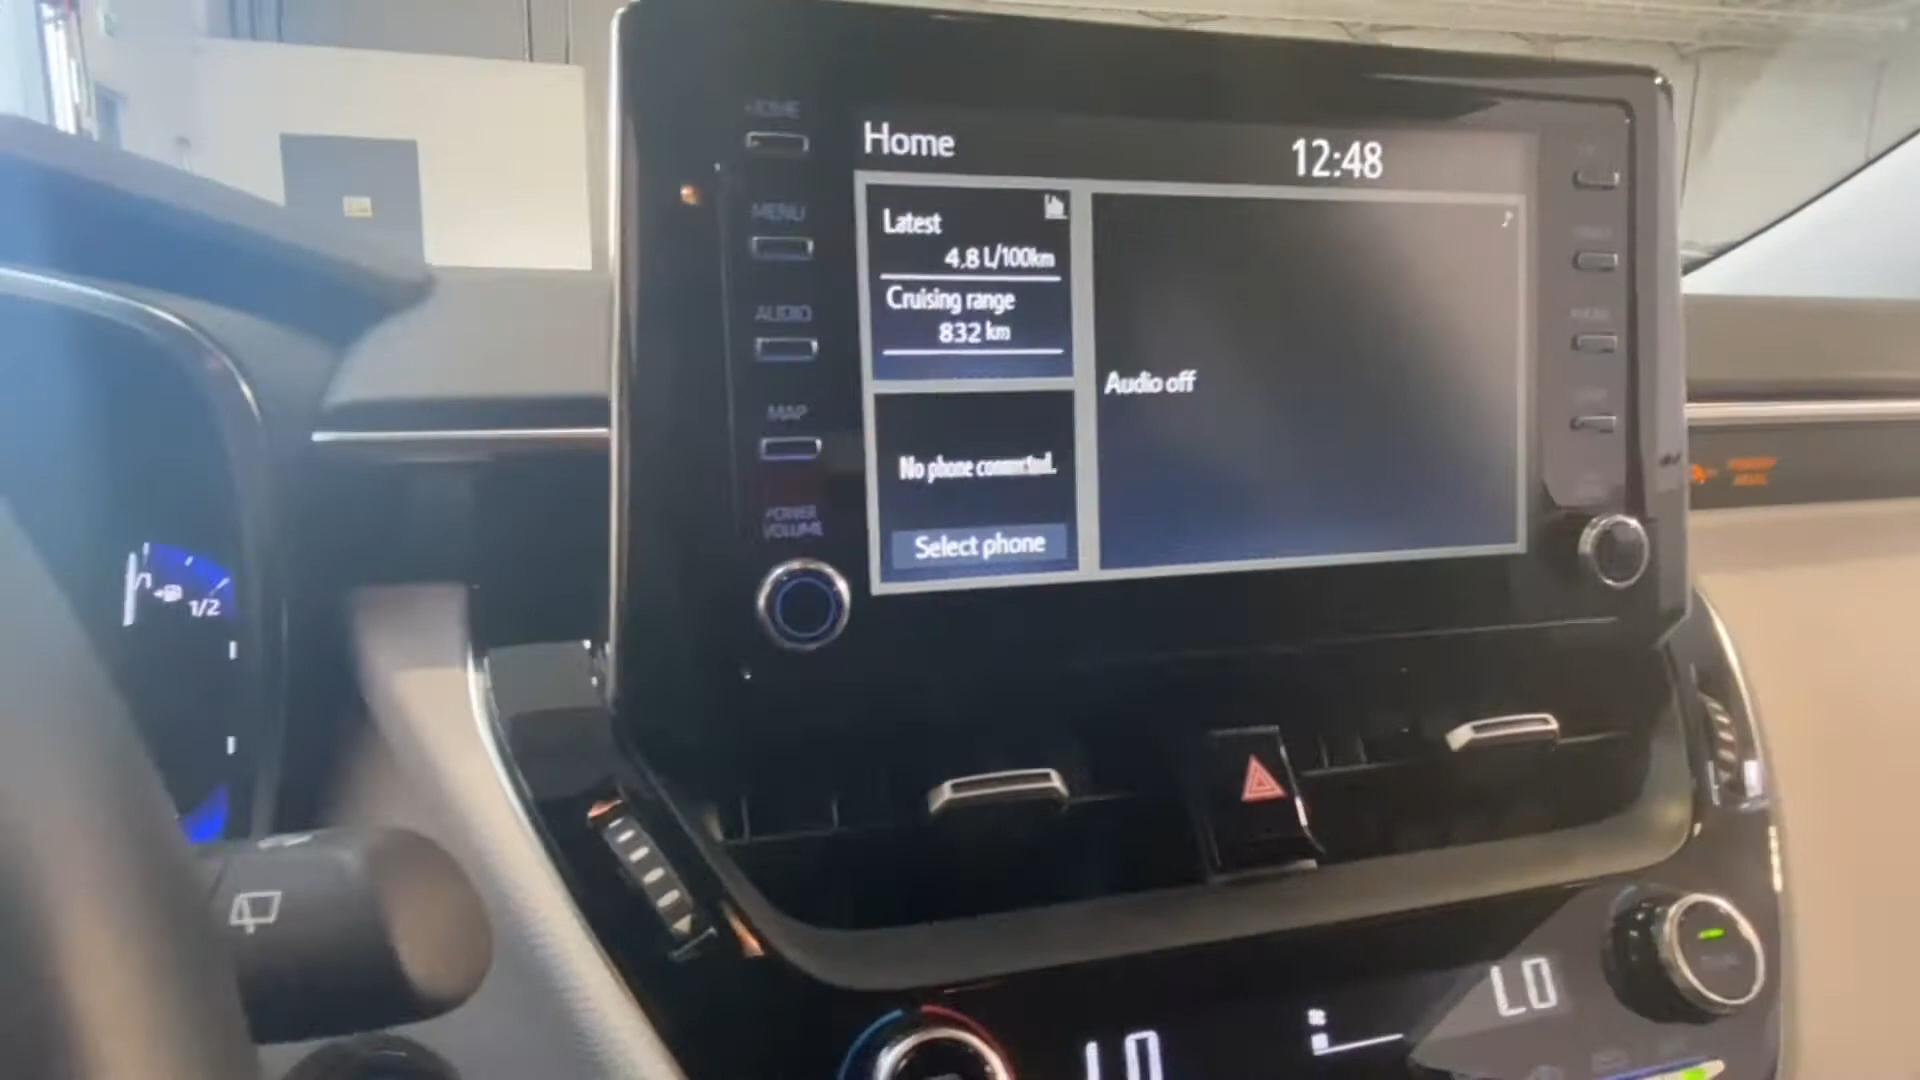 HOME
Home
12:48
MENU
Latest
4.8 L/100km
Cruising range
832 km
AUDIO
Audio off
MAP
No phone connected.
POWER
VOLUME
Select phone
1/2
LO
LO